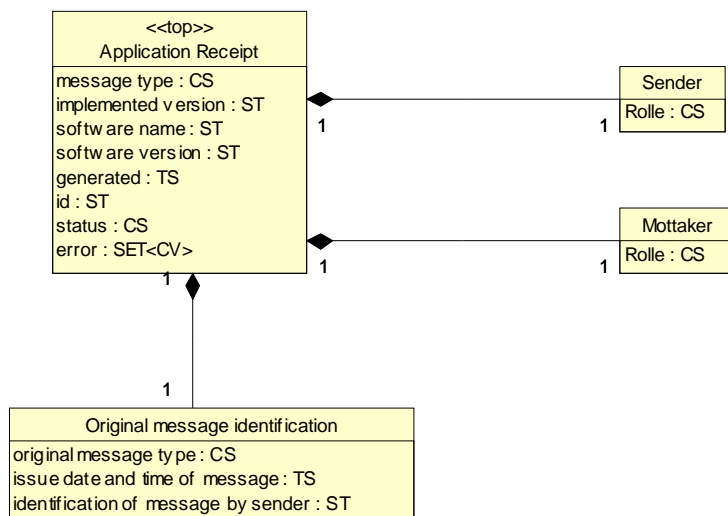 <<top>>
Application Receipt
message type : CS
implemented version : ST
software name : ST
software version : ST
generated : TS
id : ST
status : CS
error : SET<CV>
1
1
Sender
Rolle : CS
1
1
Mottaker
Rolle : CS
1
1
Original message identification
original message type : CS
issue date and time of message : TS
identification of message by sender : ST